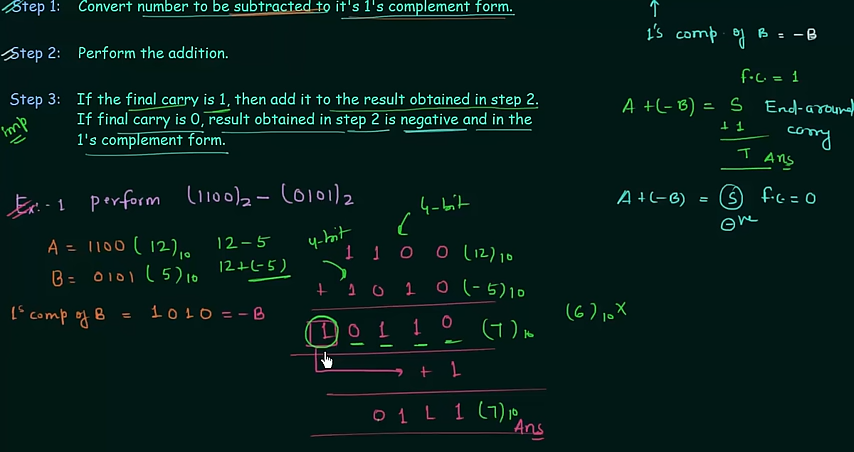 Step 1: Convert number to be subtracted to it's 1's complement form.
Step 2: Perform the addition.
Step 3: If the final carry is 1, then add it to the result obtained in step 2.
If final carry is 0, result obtained in step 2 is negative and in the
1's complement form.
imp
1's comp. of B = -B
f.c. = 1
A +(-B) = S End-around
+ 1 carry
T Ans
A +(-B) = S f.c = 0
⊖ve
Ex:- 1 perform (1100)2 - (0101)2
A = 1100 (12)10 12-5
B = 0101 (5)10 12+(-5)
1's comp of B = 1010 = -B
4-bit
4-bit
1 1 0 0 (12)10
+ 1 0 1 0 (-5)10
1 0 1 1 0 (7)10 (6)10 x
+ 1
0 1 1 1 (7)10
Ans